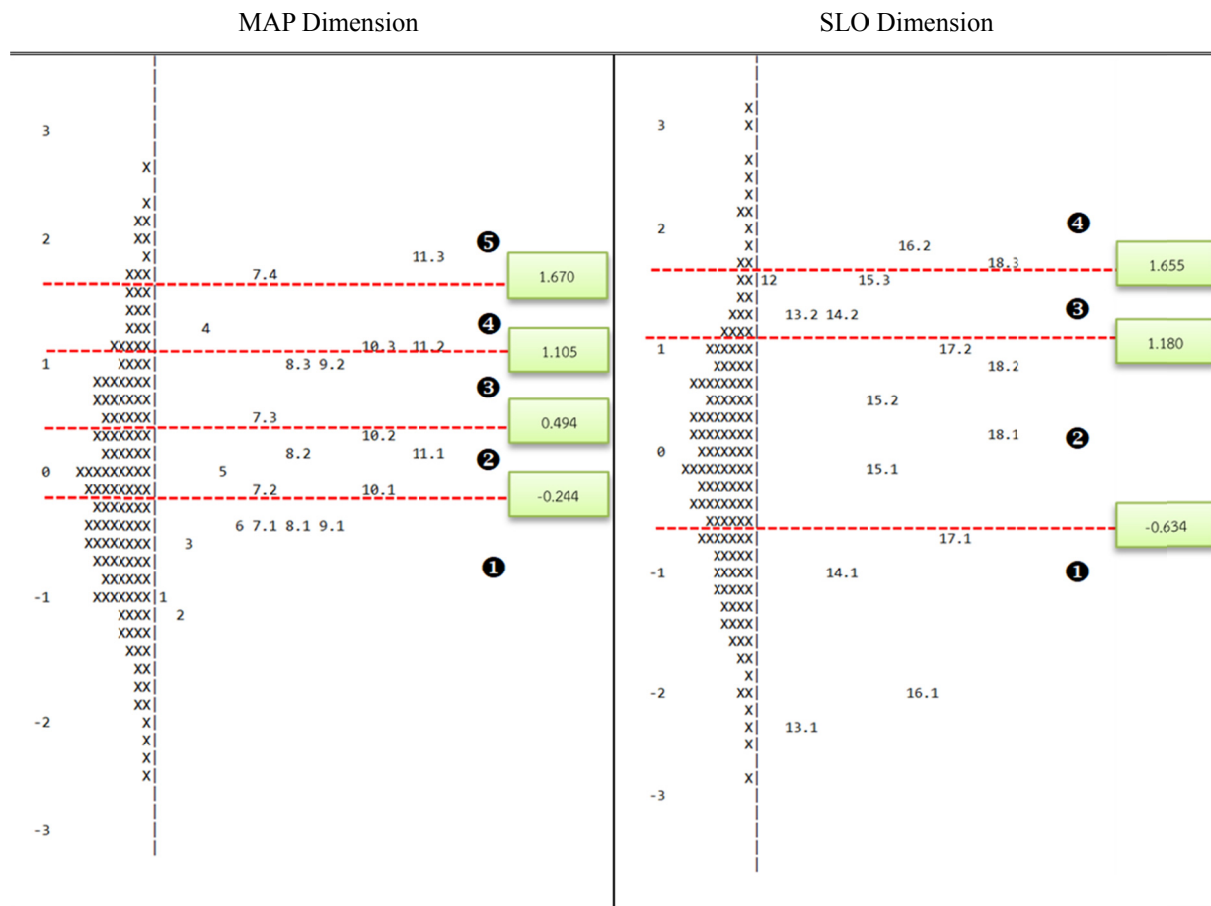 MAP Dimension
3
X
X
XX
2 XX ❺
X 11.3
XXX 7.4
1.670
XXX
XXX
XXX 4 ❹
XXXXX 10.3 11.2 1.105
1 XXXX 8.3 9.2
XXXXXXX ❸
XXXXXXX
XXXXXX 7.3 0.494
XXXXXXX 10.2
XXXXXX 8.2 11.1 ❷
0 XXXXXXXXX 5
XXXXXXXX 7.2 10.1 -0.244
XXXXXXX
XXXXXXXX 6 7.1 8.1 9.1
XXXXXXXX 3
XXXXXXX ❶
XXXXXX
-1 XXXXXXX 1
XXXX 2
XXXX
XXX
XX
XX
XX
-2 X
X
X
X
-3
SLO Dimension
X
3 X
X
X
X
XX ❹
2 X
X 16.2
XX 18.3 1.655
XX 12 15.3
XX
XXX 13.2 14.2 ❸
XXXX 1.180
1 XXXXXX 17.2
XXXXX 18.2
XXXXXXXX
XXXXXX 15.2
XXXXXXXX
XXXXXXXX 18.1 ❷
0 XXXXXXX
XXXXXXXXX 15.1
XXXXXXX
XXXXXXXX
XXXXXX -0.634
XXXXXXX 17.1
XXXXX
-1 XXXXX 14.1 ❶
XXXXX
XXXX
XXXX
XXX
XX
X
-2 XX 16.1
X
X 13.1
X
X
-3